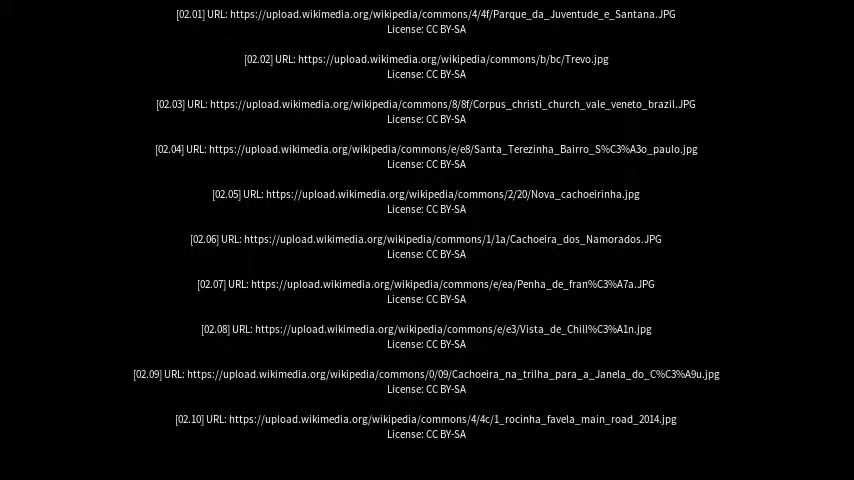 [02.01] URL: https://upload.wikimedia.org/wikipedia/commons/4/4f/Parque_da_Juventude_e_Santana.JPG
License: CC BY-SA
[02.02] URL: https://upload.wikimedia.org/wikipedia/commons/b/bc/Trevo.jpg
License: CC BY-SA
[02.03] URL: https://upload.wikimedia.org/wikipedia/commons/8/8f/Corpus_christi_church_vale_veneto_brazil.JPG
License: CC BY-SA
[02.04] URL: https://upload.wikimedia.org/wikipedia/commons/e/e8/Santa_Terezinha_Bairro_S%C3%A3o_paulo.jpg
License: CC BY-SA
[02.05] URL: https://upload.wikimedia.org/wikipedia/commons/2/20/Nova_cachoeirinha.jpg
License: CC BY-SA
[02.06] URL: https://upload.wikimedia.org/wikipedia/commons/1/1a/Cachoeira_dos_Namorados.JPG
License: CC BY-SA
[02.07] URL: https://upload.wikimedia.org/wikipedia/commons/e/ea/Penha_de_fran%C3%A7a.JPG
License: CC BY-SA
[02.08] URL: https://upload.wikimedia.org/wikipedia/commons/e/e3/Vista_de_Chill%C3%A1n.jpg
License: CC BY-SA
[02.09] URL: https://upload.wikimedia.org/wikipedia/commons/0/09/Cachoeira_na_trilha_para_a_Janela_do_C%C3%A9u.jpg
License: CC BY-SA
[02.10] URL: https://upload.wikimedia.org/wikipedia/commons/4/4c/1_rocinha_favela_main_road_2014.jpg
License: CC BY-SA